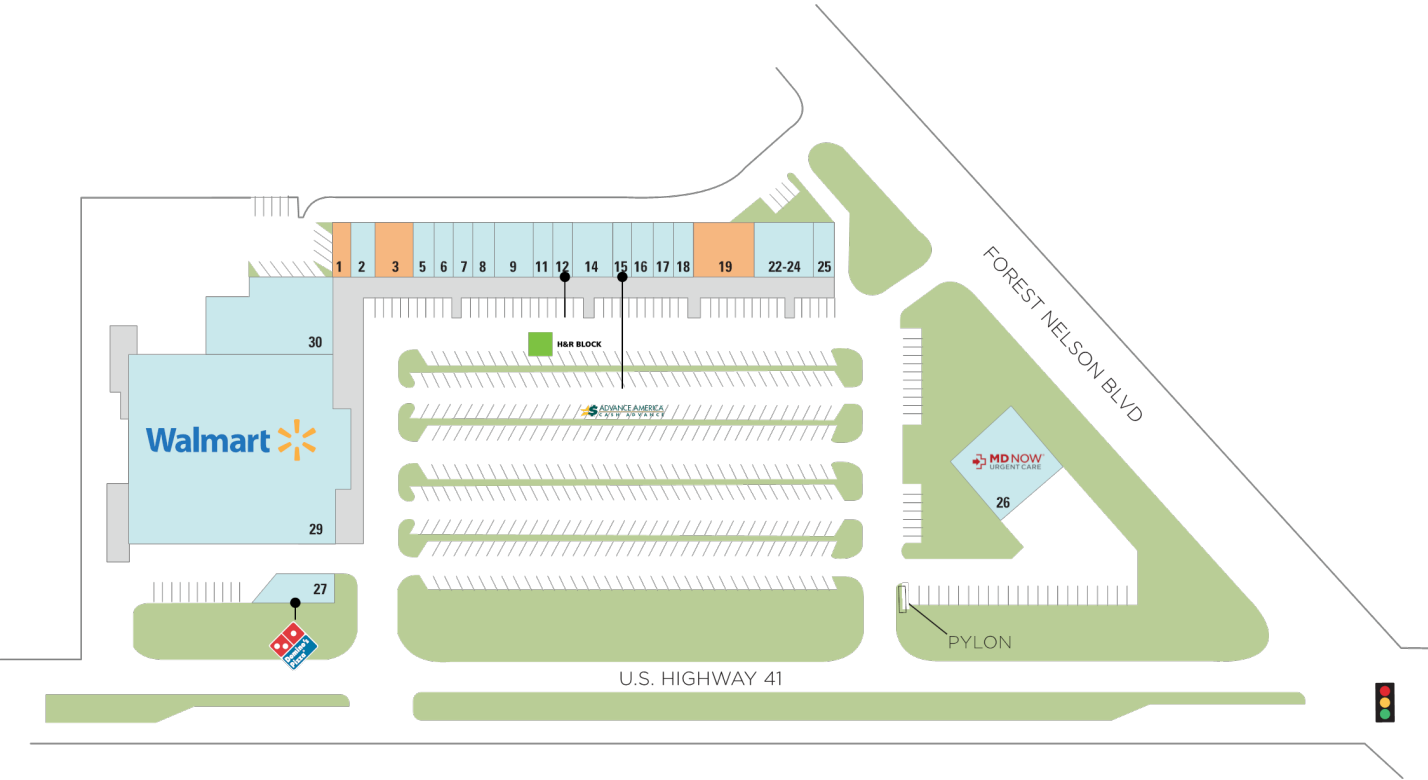 FOREST NELSON BLVD
1 2 3 5 6 7 8 9 11 12 14 15 16 17 18 19 22-24 25
30
H&R BLOCK
ADVANCE AMERICA
CASH ADVANCE
Walmart
MD NOW
URGENT CARE
26
29
27
Domino's
Pizza
PYLON
U.S. HIGHWAY 41